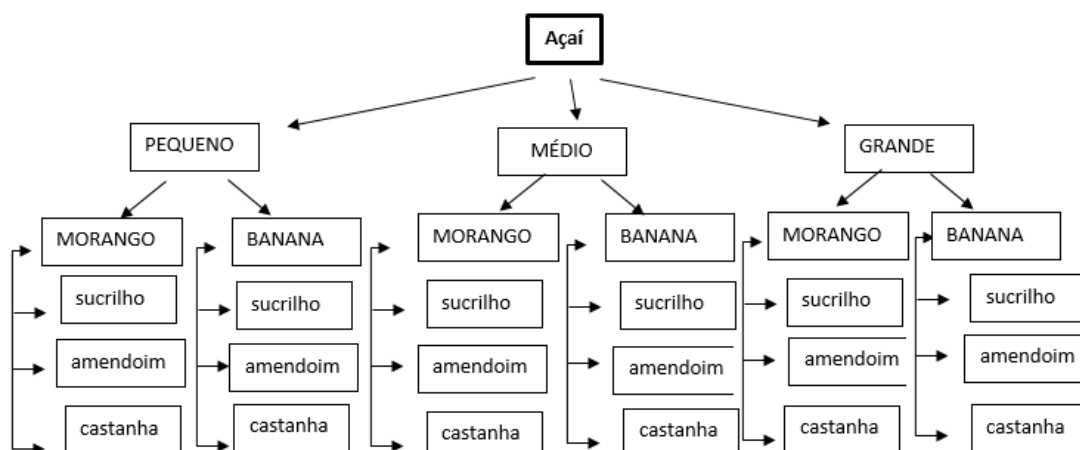 Açaí
PEQUENO
MÉDIO
GRANDE
MORANGO
BANANA
MORANGO
BANANA
MORANGO
BANANA
sucrilho
sucrilho
sucrilho
sucrilho
sucrilho
sucrilho
amendoim
amendoim
amendoim
amendoim
amendoim
amendoim
castanha
castanha
castanha
castanha
castanha
castanha